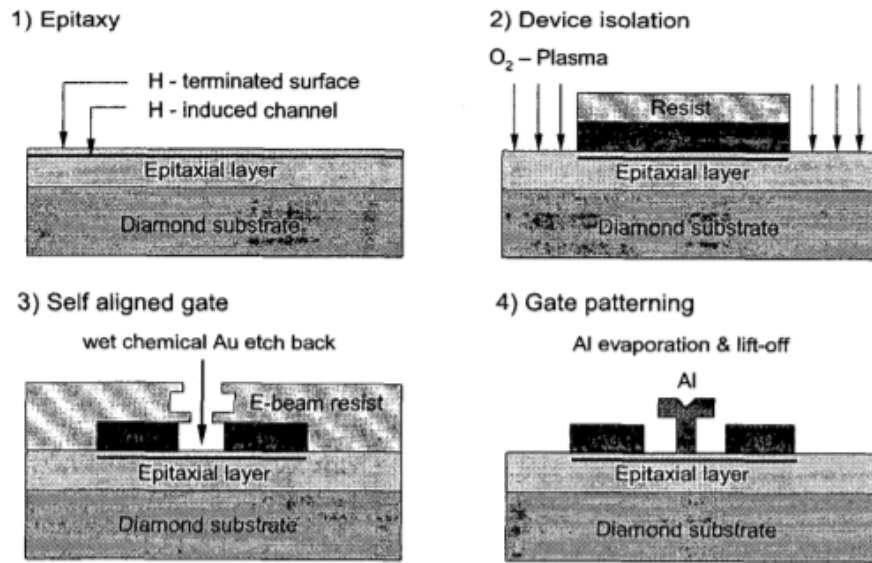 1) Epitaxy
H - terminated surface
H - induced channel
Epitaxial layer
Diamond substrate
2) Device isolation
O₂ – Plasma
Resist
Epitaxial layer
Diamond substrate
3) Self aligned gate
wet chemical Au etch back
E-beam resist
Epitaxial layer
Diamond substrate
4) Gate patterning
Al evaporation & lift-off
Al
Epitaxial layer
Diamond substrate